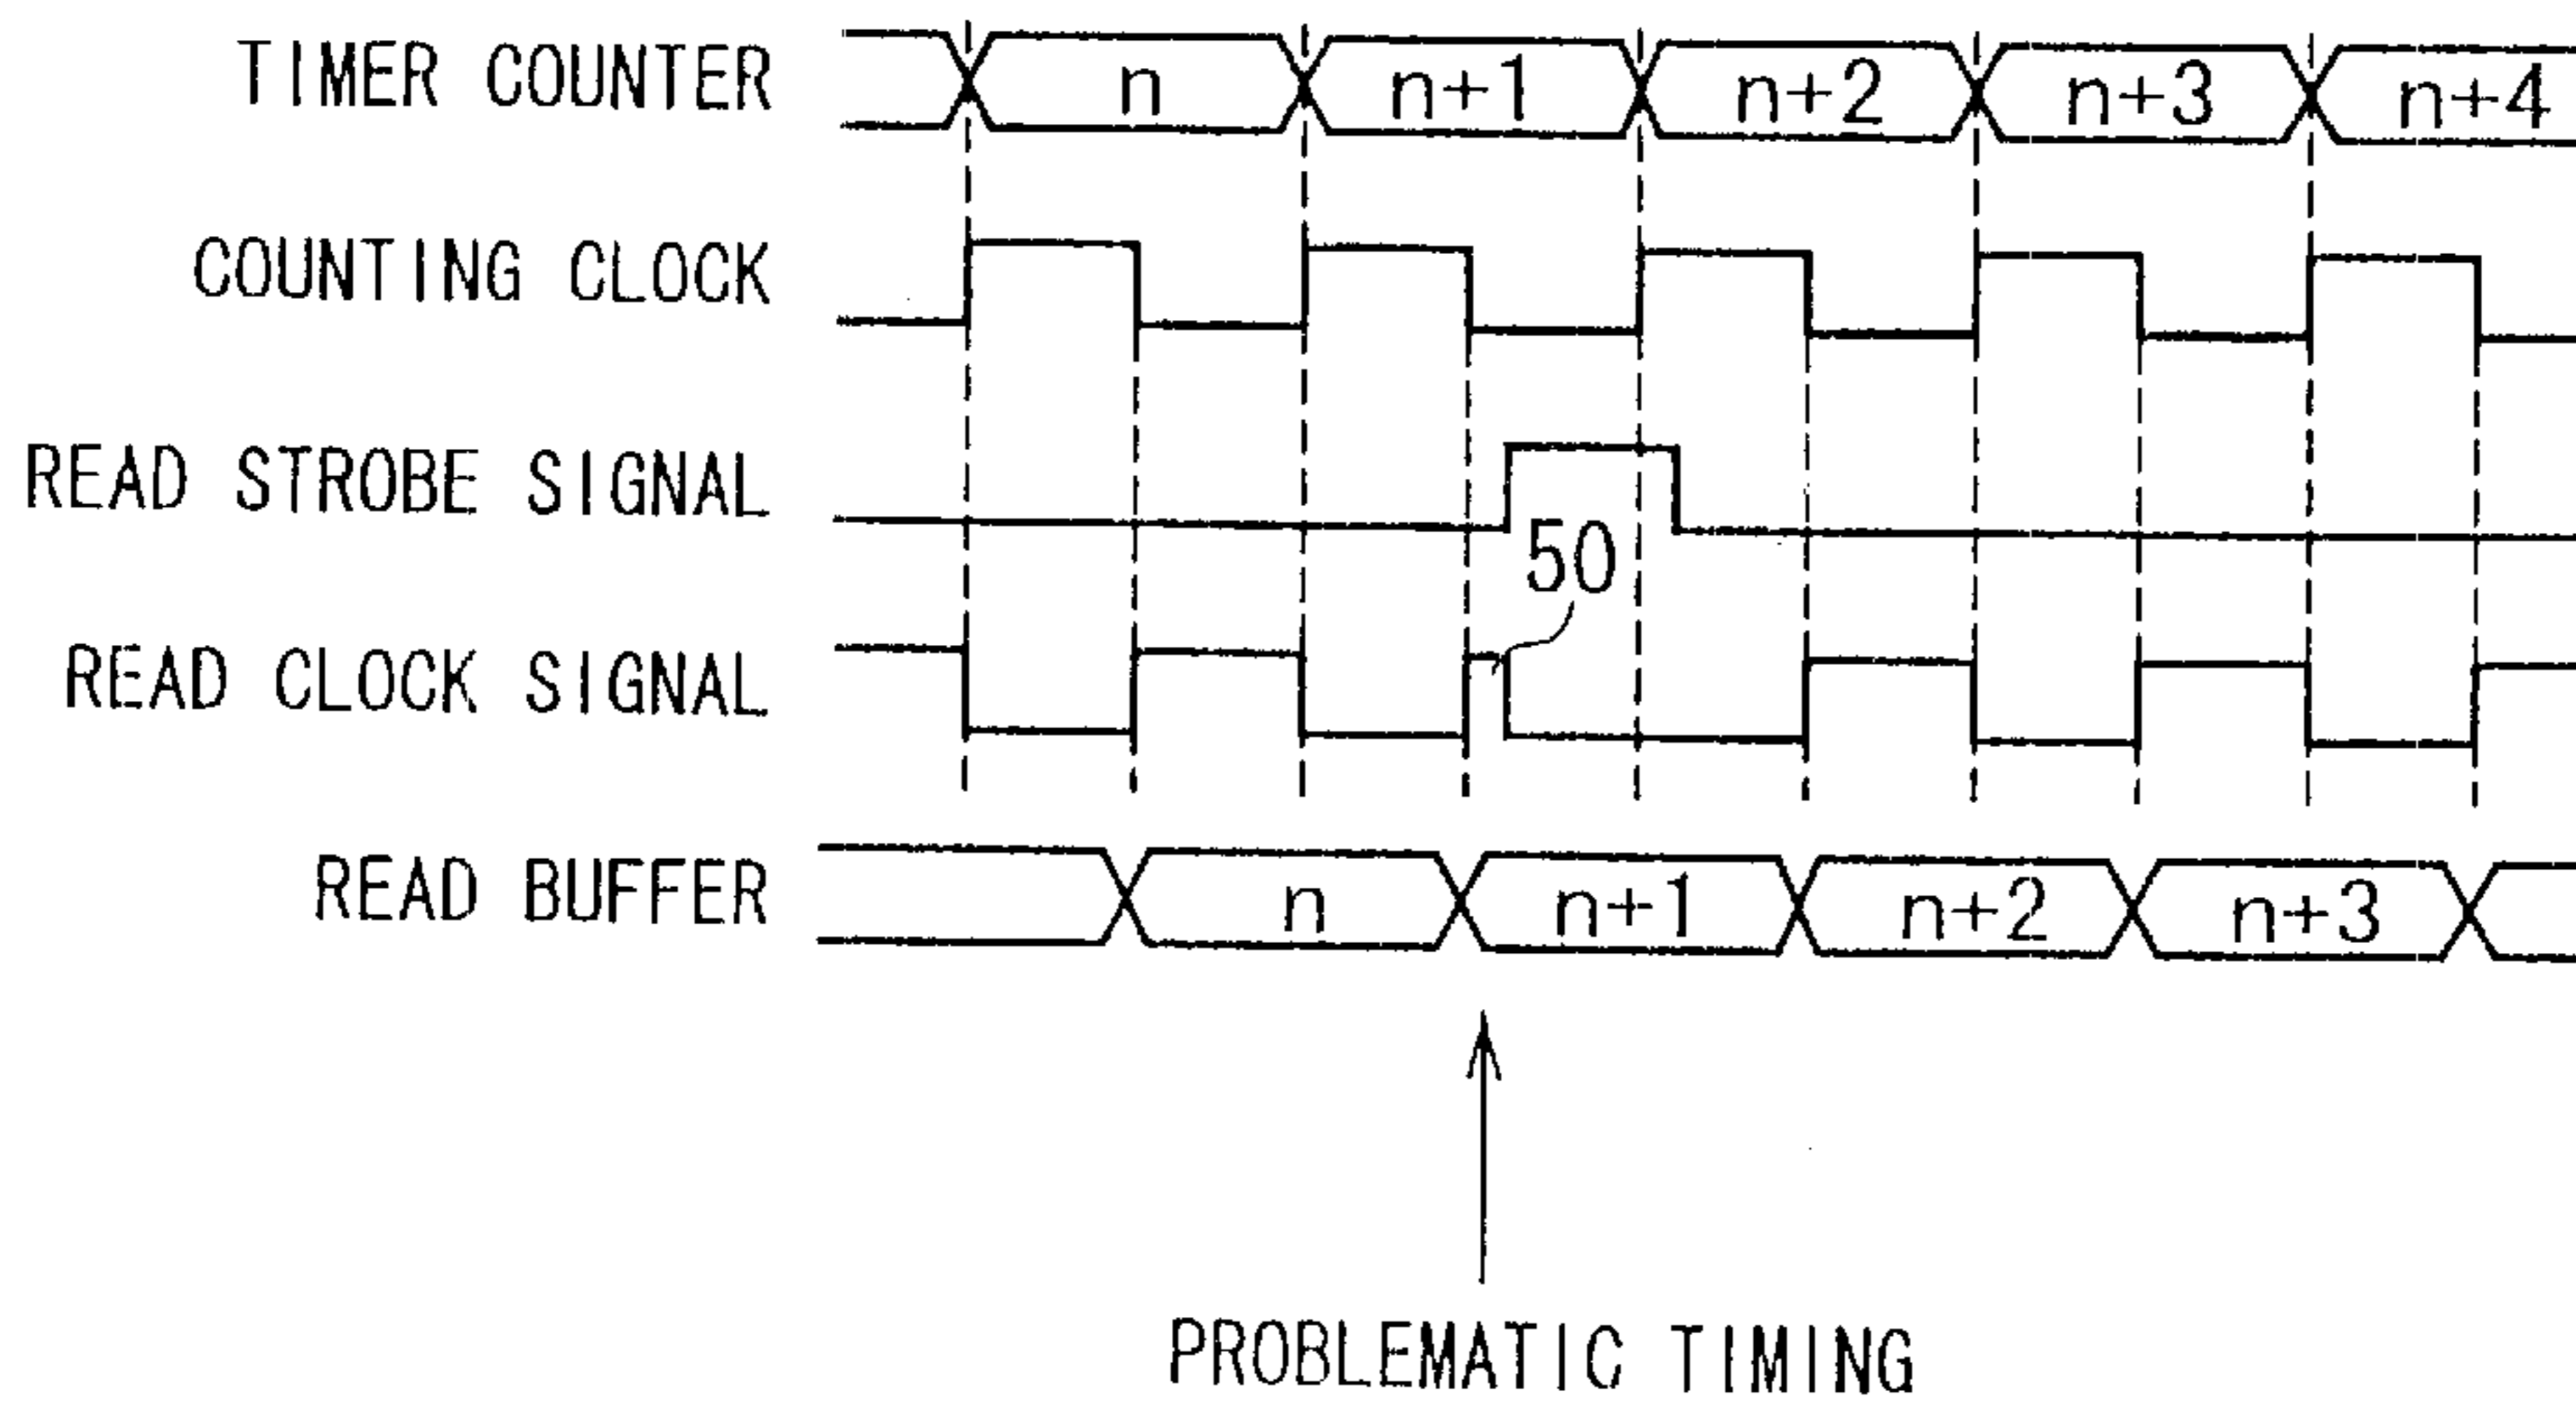 TIMER COUNTER n n+1 n+2 n+3 n+4
COUNTING CLOCK
READ STROBE SIGNAL
50
READ CLOCK SIGNAL
READ BUFFER n n+1 n+2 n+3
PROBLEMATIC TIMING